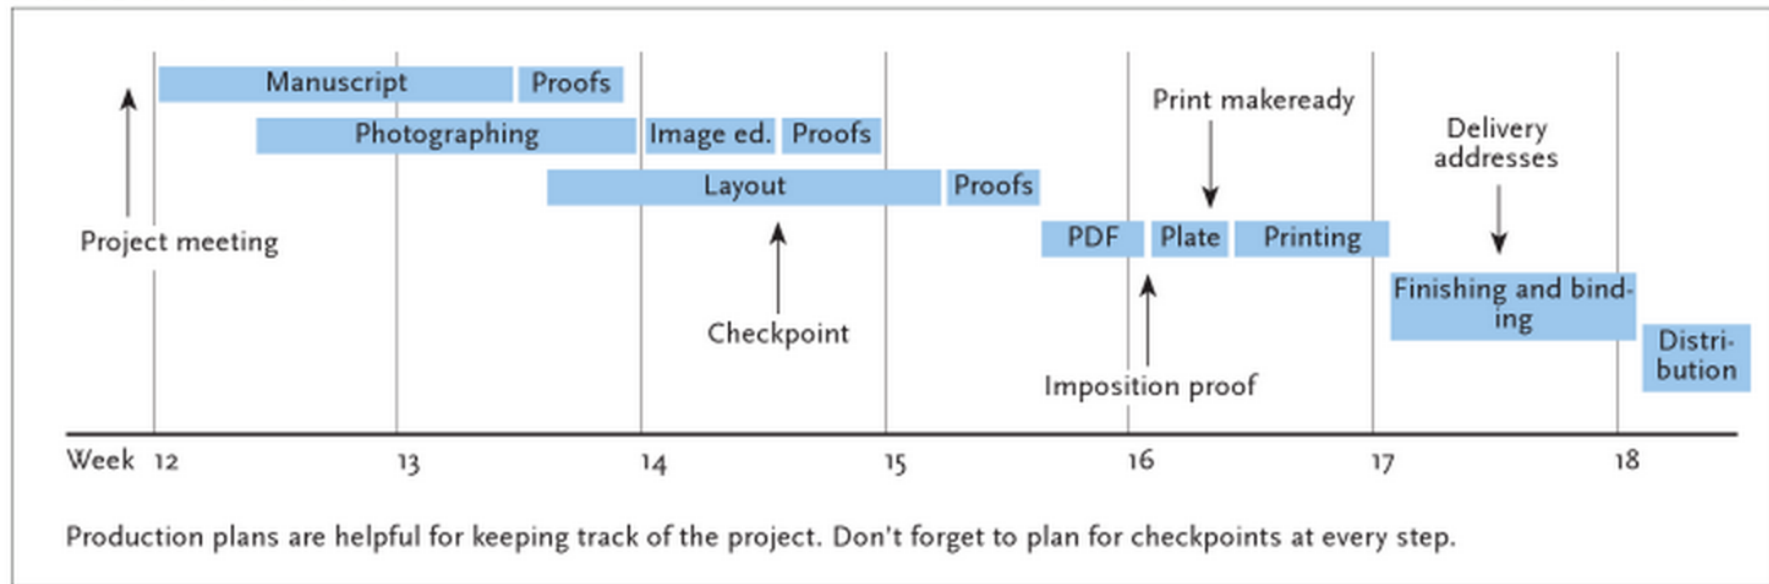 Manuscript
Proofs
Print makeready
Photographing
Image ed.
Proofs
Delivery
addresses
Layout
Proofs
Project meeting
PDF
Plate
Printing
Finishing and bind-
ing
Checkpoint
Distri-
bution
Imposition proof
Week 12 13 14 15 16 17 18
Production plans are helpful for keeping track of the project. Don't forget to plan for checkpoints at every step.